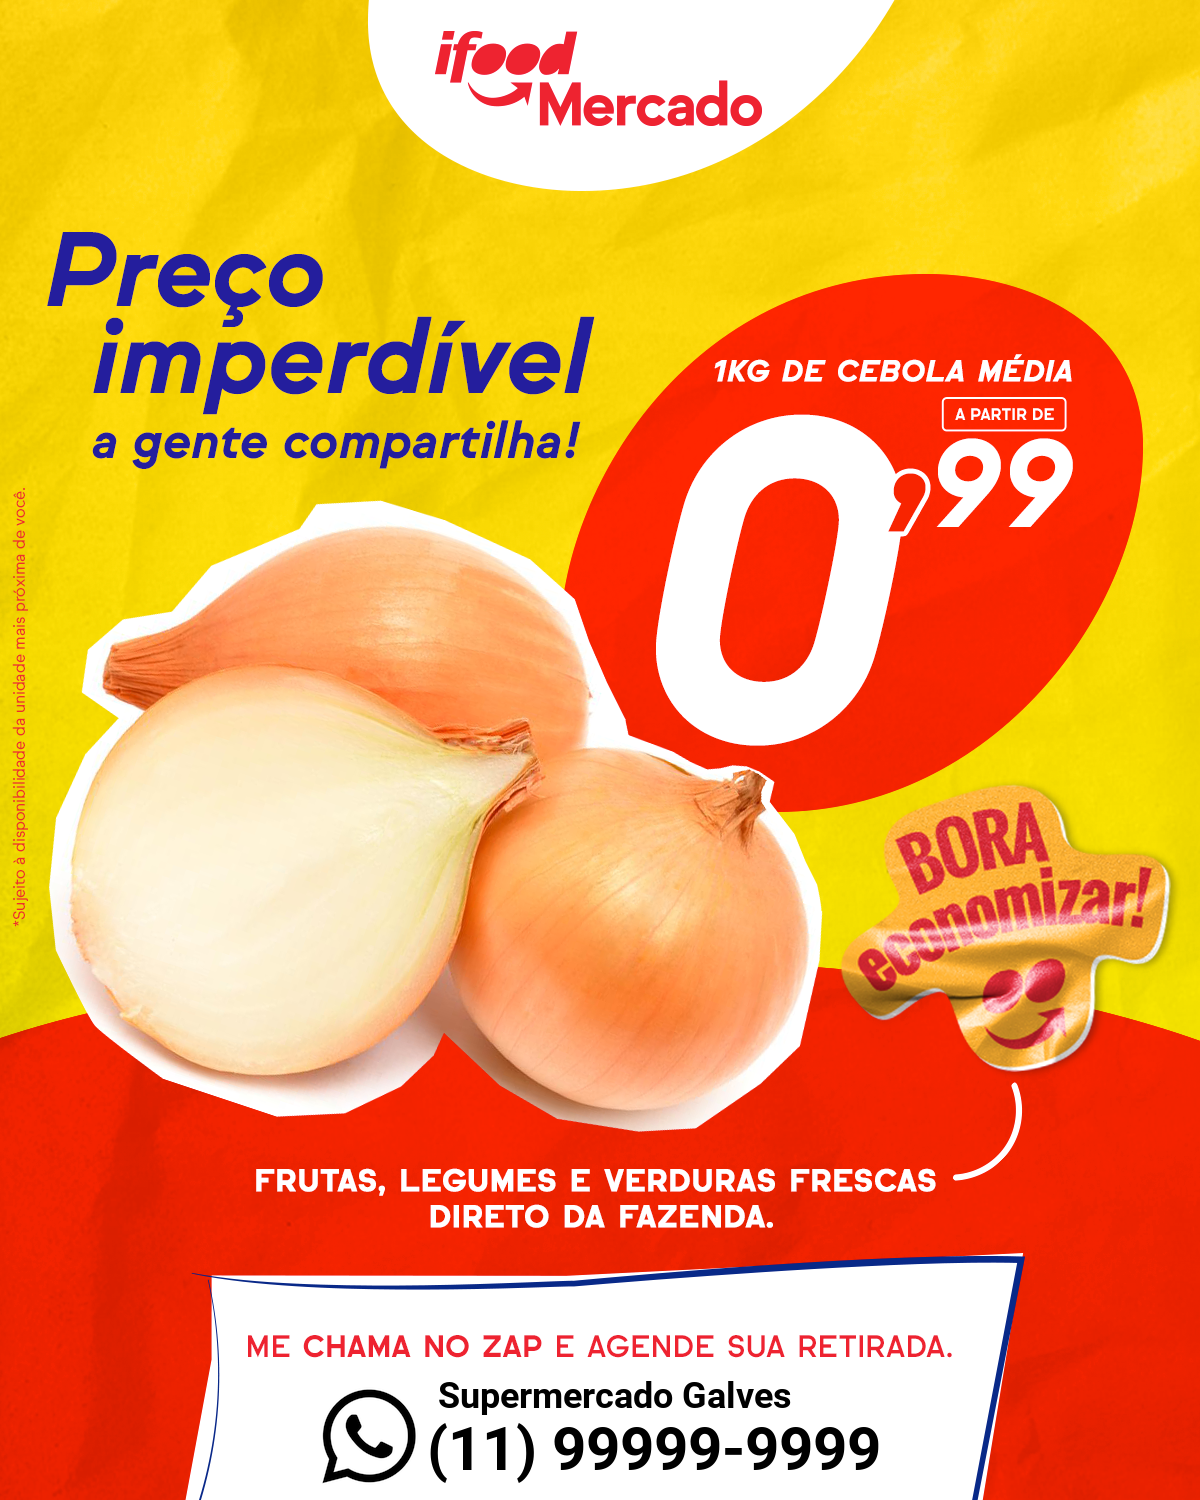 ifood
Mercado
Preço
imperdível
a gente compartilha!
1KG DE CEBOLA MÉDIA
A PARTIR DE
0,99
*Sujeito à disponibilidade da unidade mais próxima de você.
BORA
economizar!
FRUTAS, LEGUMES E VERDURAS FRESCAS
DIRETO DA FAZENDA.
ME CHAMA NO ZAP E AGENDE SUA RETIRADA.
Supermercado Galves
(11) 99999-9999